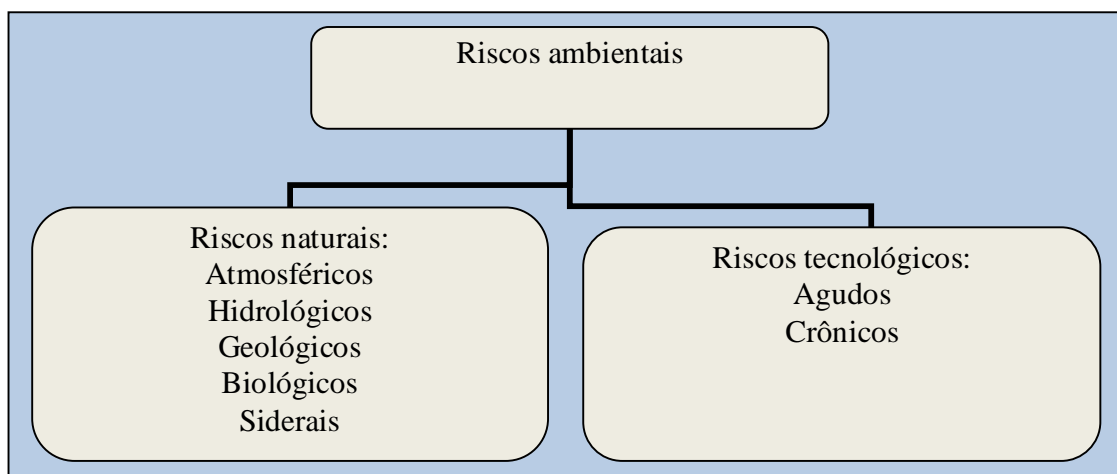 Riscos ambientais
Riscos naturais:
Atmosféricos
Hidrológicos
Geológicos
Biológicos
Siderais
Riscos tecnológicos:
Agudos
Crônicos